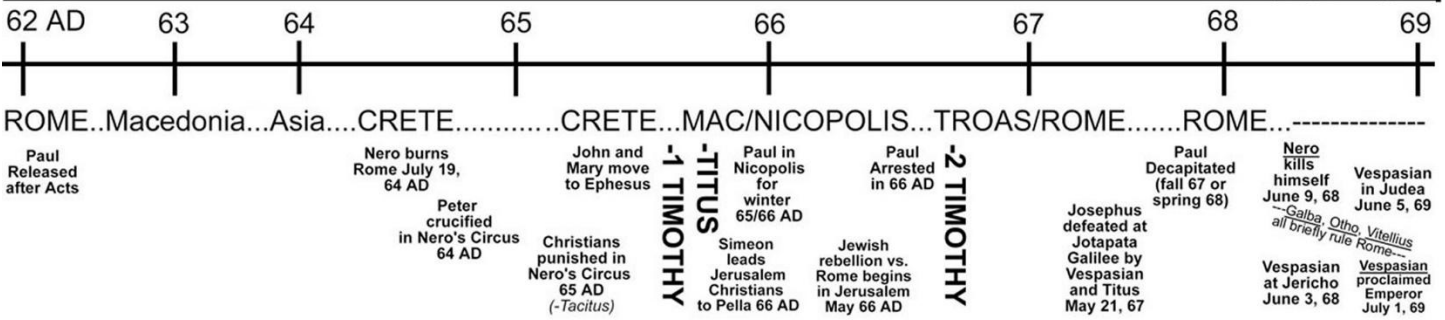 62 AD 63 64 65 66 67 68 69
ROME..Macedonia...Asia....CRETE.............CRETE...MAC/NICOPOLIS...TROAS/ROME.......ROME...--------------
Paul
Released
after Acts
Nero burns
Rome July 19,
64 AD
Peter
crucified
in Nero's Circus
64 AD
John and
Mary move
to Ephesus
Christians
punished in
Nero's Circus
65 AD
(-Tacitus)
-1 TIMOTHY
-TITUS
Paul in
Nicopolis
for
winter
65/66 AD
Simeon
leads
Jerusalem
Christians
to Pella 66 AD
Paul
Arrested
in 66 AD
Jewish
rebellion vs.
Rome begins
in Jerusalem
May 66 AD
-2 TIMOTHY
Josephus
defeated at
Jotapata
Galilee by
Vespasian
and Titus
May 21, 67
Paul
Decapitated
(fall 67 or
spring 68)
Nero
kills
himself
June 9, 68
---Galba, Otho, Vitellius
all briefly rule Rome---
Vespasian
at Jericho
June 3, 68
Vespasian
in Judea
June 5, 69
Vespasian
proclaimed
Emperor
July 1, 69